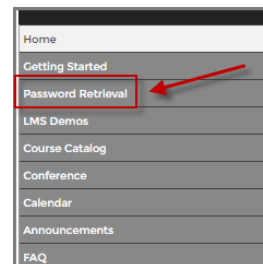 Home
Getting Started
Password Retrieval
LMS Demos
Course Catalog
Conference
Calendar
Announcements
FAQ